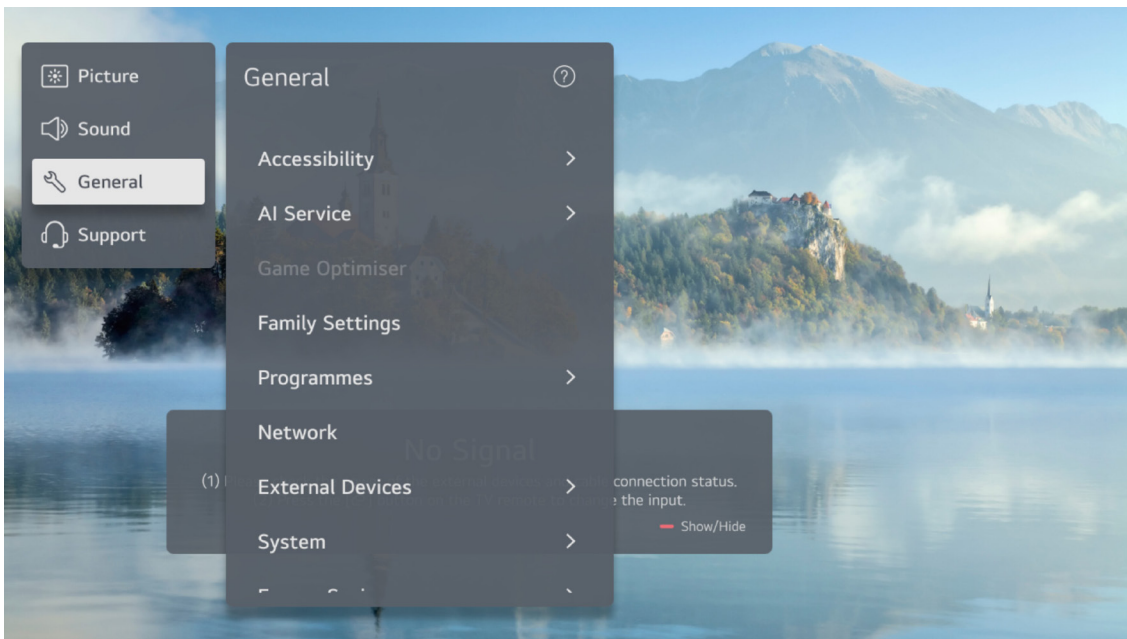 Picture
Sound
General
Support
General
Accessibility
AI Service
Game Optimiser
Family Settings
Programmes
Network
External Devices
System
No Signal
(1)
connection status.
the input.
Show/Hide